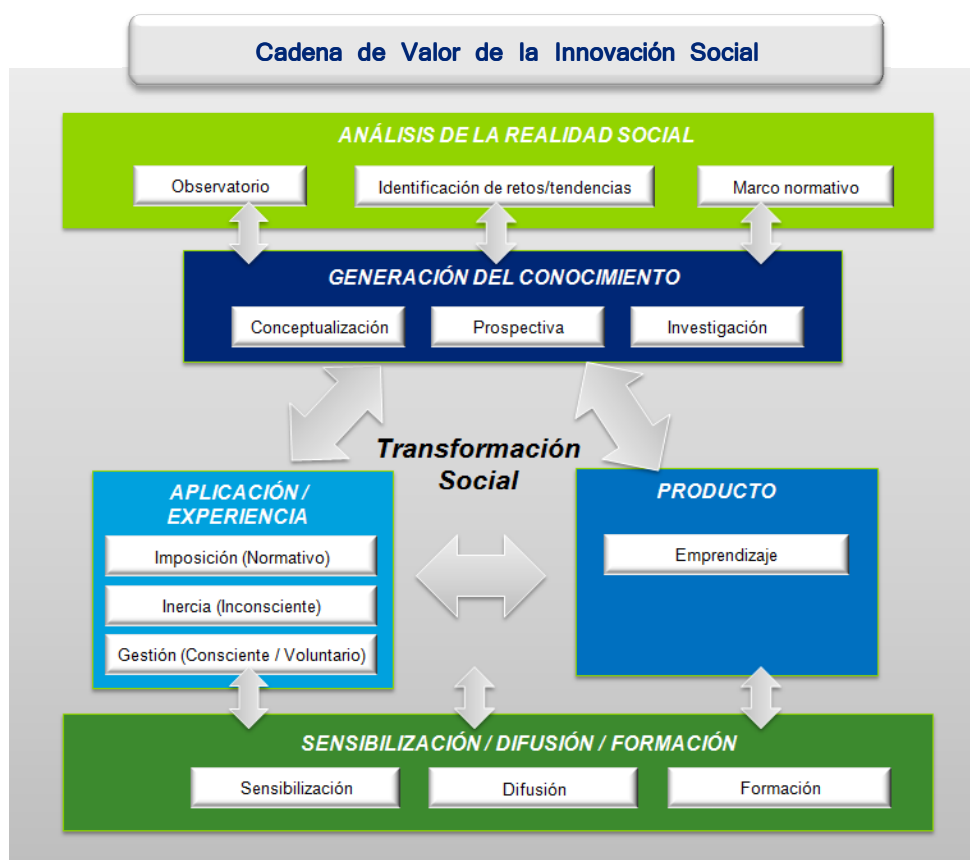 Cadena de Valor de la Innovación Social
ANÁLISIS DE LA REALIDAD SOCIAL
Observatorio
Identificación de retos/tendencias
Marco normativo
GENERACIÓN DEL CONOCIMIENTO
Conceptualización
Prospectiva
Investigación
Transformación
Social
APLICACIÓN /
EXPERIENCIA
Imposición (Normativo)
Inercia (Inconsciente)
Gestión (Consciente / Voluntario)
PRODUCTO
Emprendizaje
SENSIBILIZACIÓN / DIFUSIÓN / FORMACIÓN
Sensibilización
Difusión
Formación